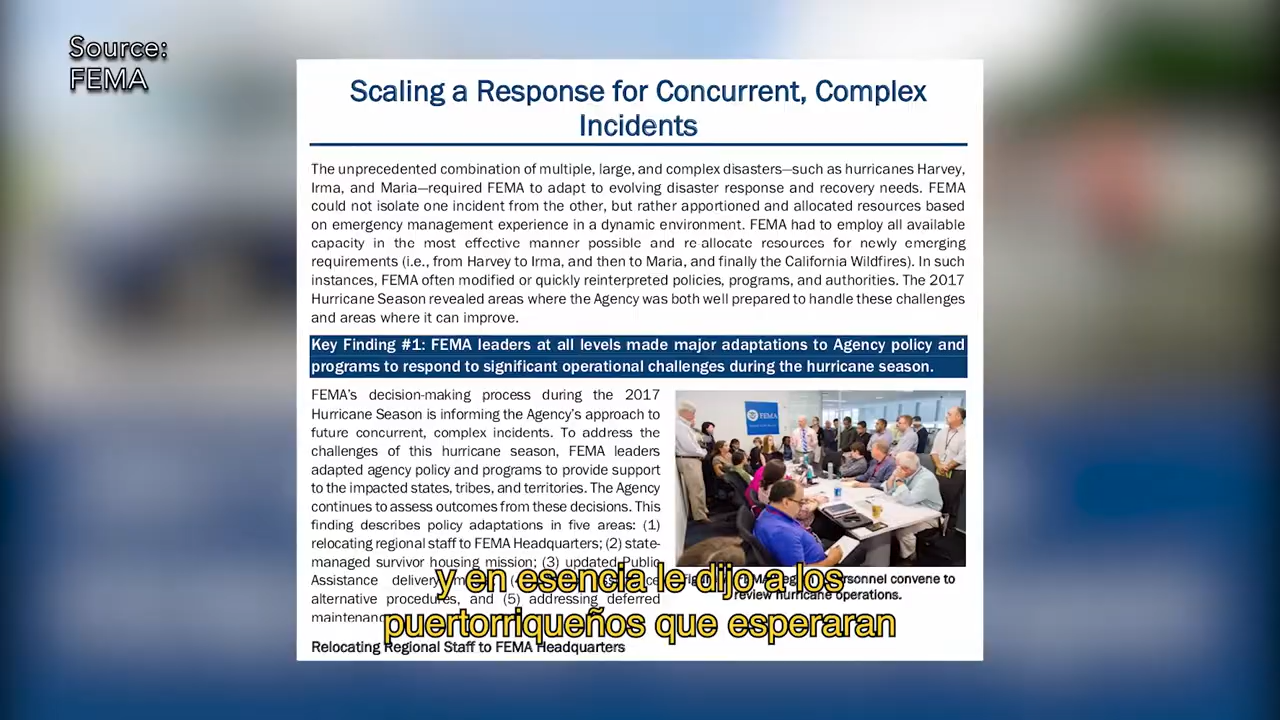 Source:
FEMA
Scaling a Response for Concurrent, Complex
Incidents
The unprecedented combination of multiple, large, and complex disasters—such as hurricanes Harvey,
Irma, and Maria—required FEMA to adapt to evolving disaster response and recovery needs. FEMA
could not isolate one incident from the other, but rather apportioned and allocated resources based
on emergency management experience in a dynamic environment. FEMA had to employ all available
capacity in the most effective manner possible and re-allocate resources for newly emerging
requirements (i.e., from Harvey to Irma, and then to Maria, and finally the California Wildfires). In such
instances, FEMA often modified or quickly reinterpreted policies, programs, and authorities. The 2017
Hurricane Season revealed areas where the Agency was both well prepared to handle these challenges
and areas where it can improve.
Key Finding #1: FEMA leaders at all levels made major adaptations to Agency policy and
programs to respond to significant operational challenges during the hurricane season.
FEMA's decision-making process during the 2017
Hurricane Season is informing the Agency's approach to
future concurrent, complex incidents. To address the
challenges of this hurricane season, FEMA leaders
adapted agency policy and programs to provide support
to the impacted states, tribes, and territories. The Agency
continues to assess outcomes from these decisions. This
finding describes policy adaptations in five areas: (1)
relocating regional staff to FEMA Headquarters; (2) state-
managed survivor housing mission; (3) updated Public
Assistance delivery
alternative procedures, and (5) addressing deferred
FEMA
personnel convene to
review hurricane operations.
Relocating Regional Staff to FEMA Headquarters
y en esencia le dijo a los
puertorriqueños que esperaran